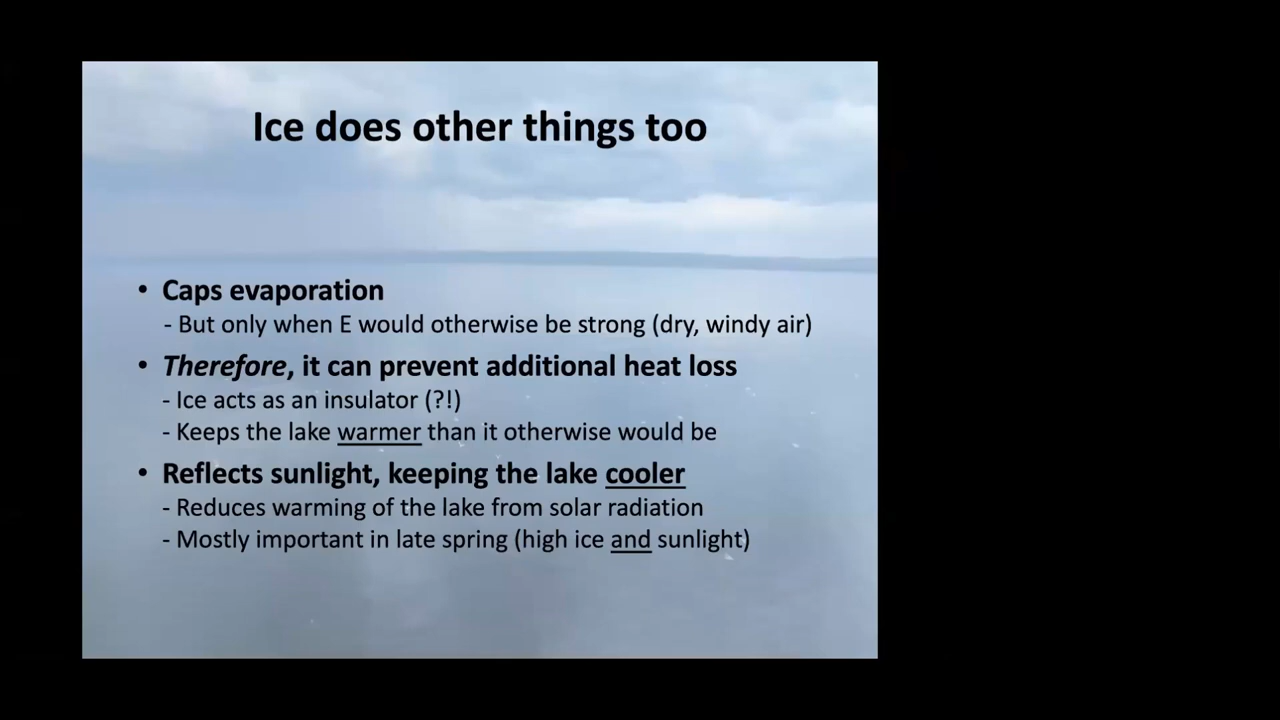 Ice does other things too
• Caps evaporation
- But only when E would otherwise be strong (dry, windy air)
• Therefore, it can prevent additional heat loss
- Ice acts as an insulator (?!)
- Keeps the lake warmer than it otherwise would be
• Reflects sunlight, keeping the lake cooler
- Reduces warming of the lake from solar radiation
- Mostly important in late spring (high ice and sunlight)